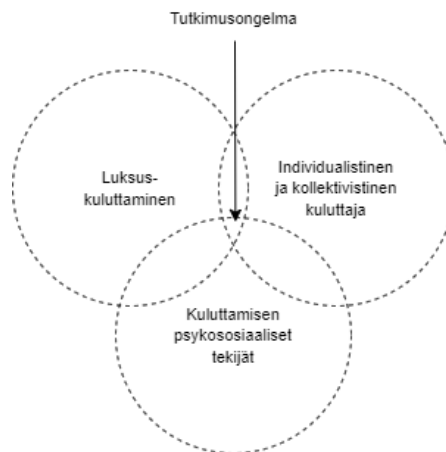 Tutkimusongelma
Luksus-
kuluttaminen
Individualistinen
ja kollektivistinen
kuluttaja
Kuluttamisen
psykososiaaliset
tekijät